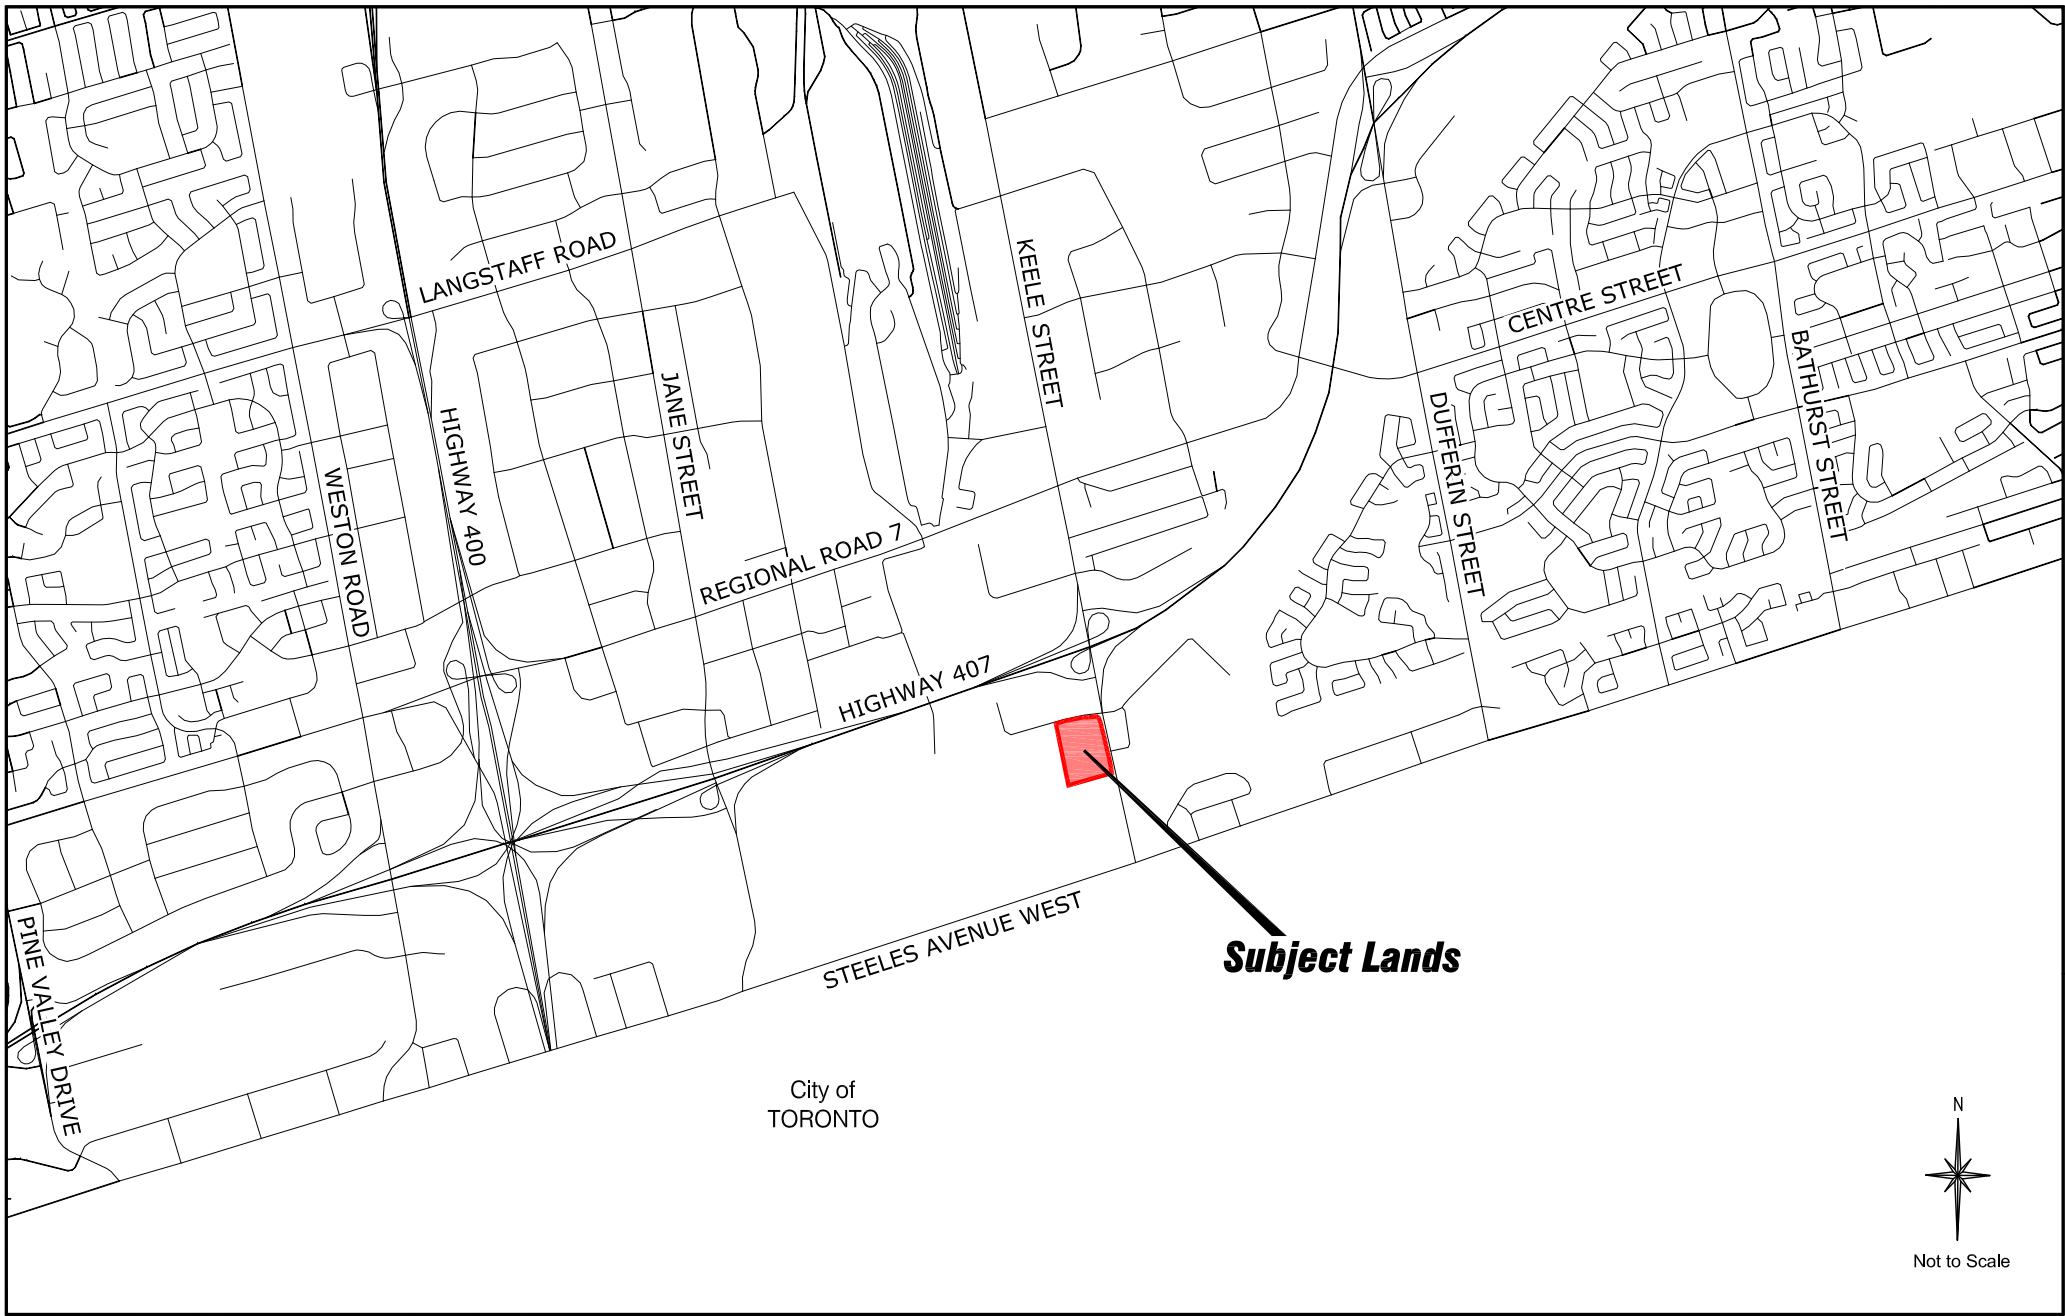 LANGSTAFF ROAD
KEELE STREET
CENTRE STREET
BATHURST STREET
JANE STREET
DUFFERIN STREET
HIGHWAY 400
WESTON ROAD
REGIONAL ROAD 7
HIGHWAY 407
STEELES AVENUE WEST
Subject Lands
PINE VALLEY DRIVE
City of
TORONTO
N
Not to Scale